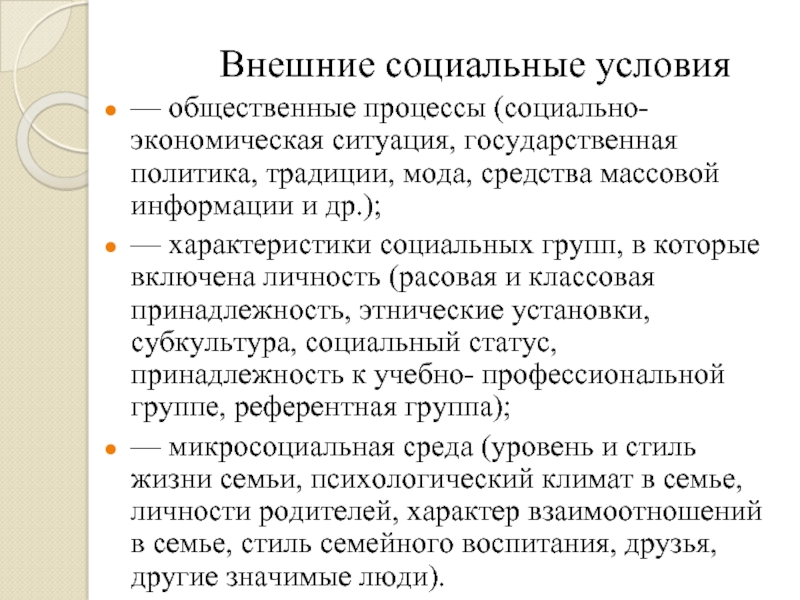 Внешние социальные условия
— общественные процессы (социально-
экономическая ситуация, государственная
политика, традиции, мода, средства массовой
информации и др.);
— характеристики социальных групп, в которые
включена личность (расовая и классовая
принадлежность, этнические установки,
субкультура, социальный статус,
принадлежность к учебно- профессиональной
группе, референтная группа);
— микросоциальная среда (уровень и стиль
жизни семьи, психологический климат в семье,
личности родителей, характер взаимоотношений
в семье, стиль семейного воспитания, друзья,
другие значимые люди).